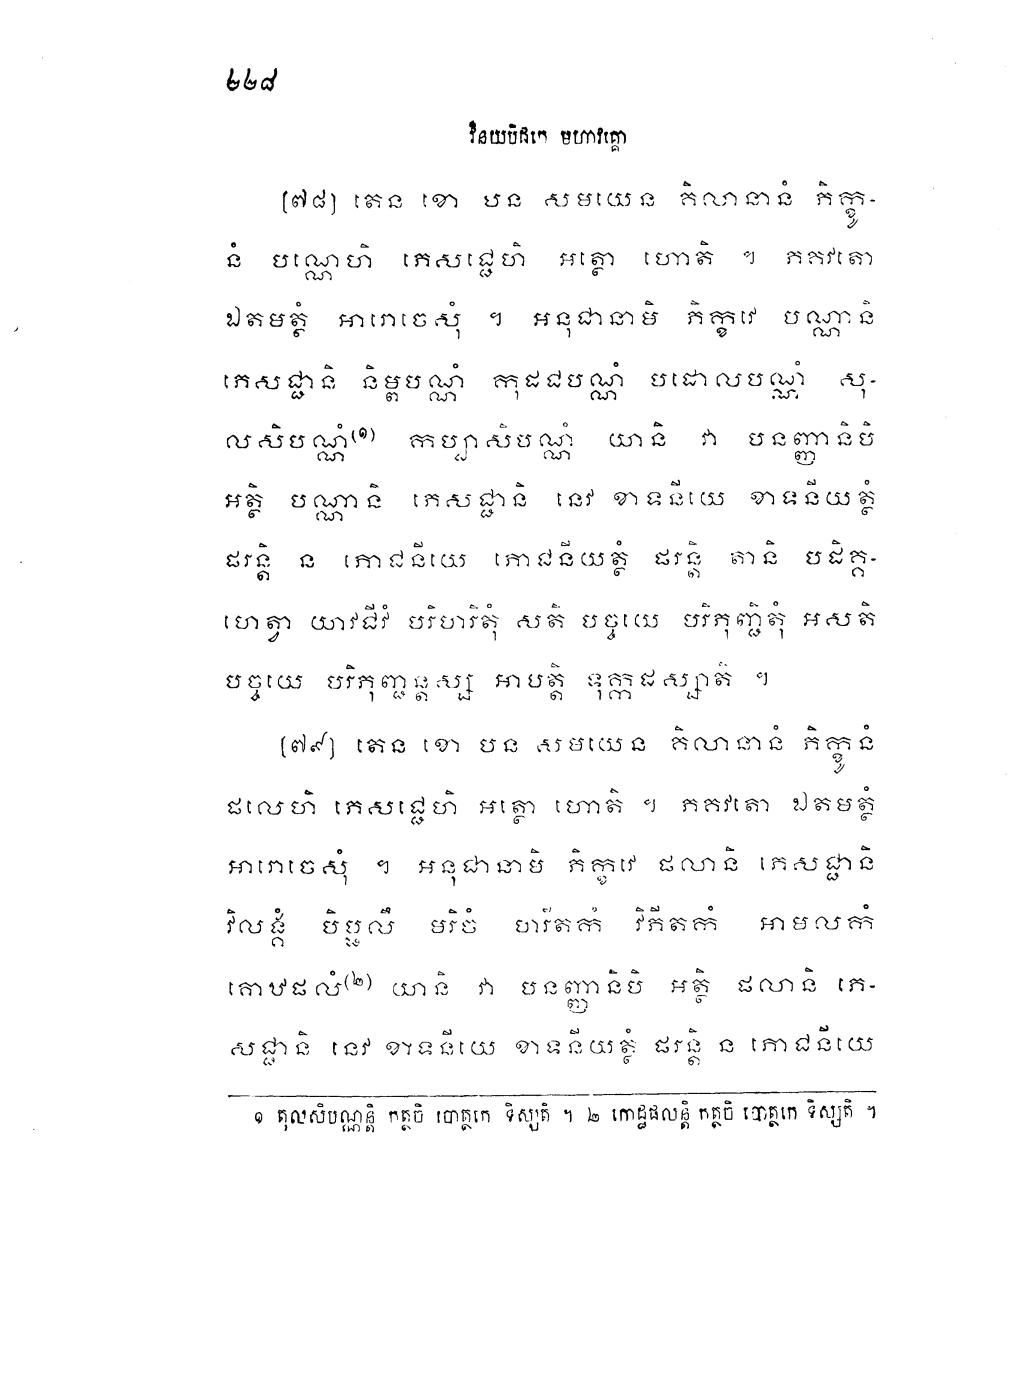 ២២៨
វិនយបិដកេ មហាវគ្គោ
(៧៨) តេន ខោ បន សមយេន គិលានានំ ភិក្ខូ-
នំ បណ្ណេហិ ភេសជ្ជេហិ អត្ថោ ហោតិ ។ ភគវតោ
ឯតមត្ថំ អារោចេសុំ ។ អនុជានាមិ ភិក្ខវេ បណ្ណានិ
ភេសជ្ជានិ និម្ពបណ្ណំ កុដជបណ្ណំ បដោលបណ្ណំ សុ-
លសិបណ្ណំ(១) កប្បាសិបណ្ណំ យានិ វា បនញ្ញានិបិ
អត្ថិ បណ្ណានិ ភេសជ្ជានិ នេវ ខាទនីយេ ខាទនីយត្ថំ
ផរន្តិ ន ភោជនីយេ ភោជនីយត្ថំ ផរន្តិ តានិ បដិគ្គ-
ហេត្វា យាវជីវំ បរិហរិតុំ សតិ បច្ចយេ បរិភុញ្ជិតុំ អសតិ
បច្ចយេ បរិភុញ្ជន្តស្ស អាបត្តិ ទុក្កដស្សាតិ ។
(៧៩) តេន ខោ បន សមយេន គិលានានំ ភិក្ខូនំ
ផលេហិ ភេសជ្ជេហិ អត្ថោ ហោតិ ។ ភគវតោ ឯតមត្ថំ
អារោចេសុំ ។ អនុជានាមិ ភិក្ខវេ ផលានិ ភេសជ្ជានិ
វិលង្គំ បិប្ផលឹ មរិចំ ហរីតកំ វិភីតកំ អាមលកំ
គោឋផលំ(២) យានិ វា បនញ្ញានិបិ អត្ថិ ផលានិ ភេ-
សជ្ជានិ នេវ ខាទនីយេ ខាទនីយត្ថំ ផរន្តិ ន ភោជនីយេ
១ តុលសិបណ្ណន្តិ កត្ថចិ បោត្ថកេ ទិស្សតិ ។ ២ កោដ្ឋផលន្តិ កត្ថចិ បោត្ថកេ ទិស្សតិ ។